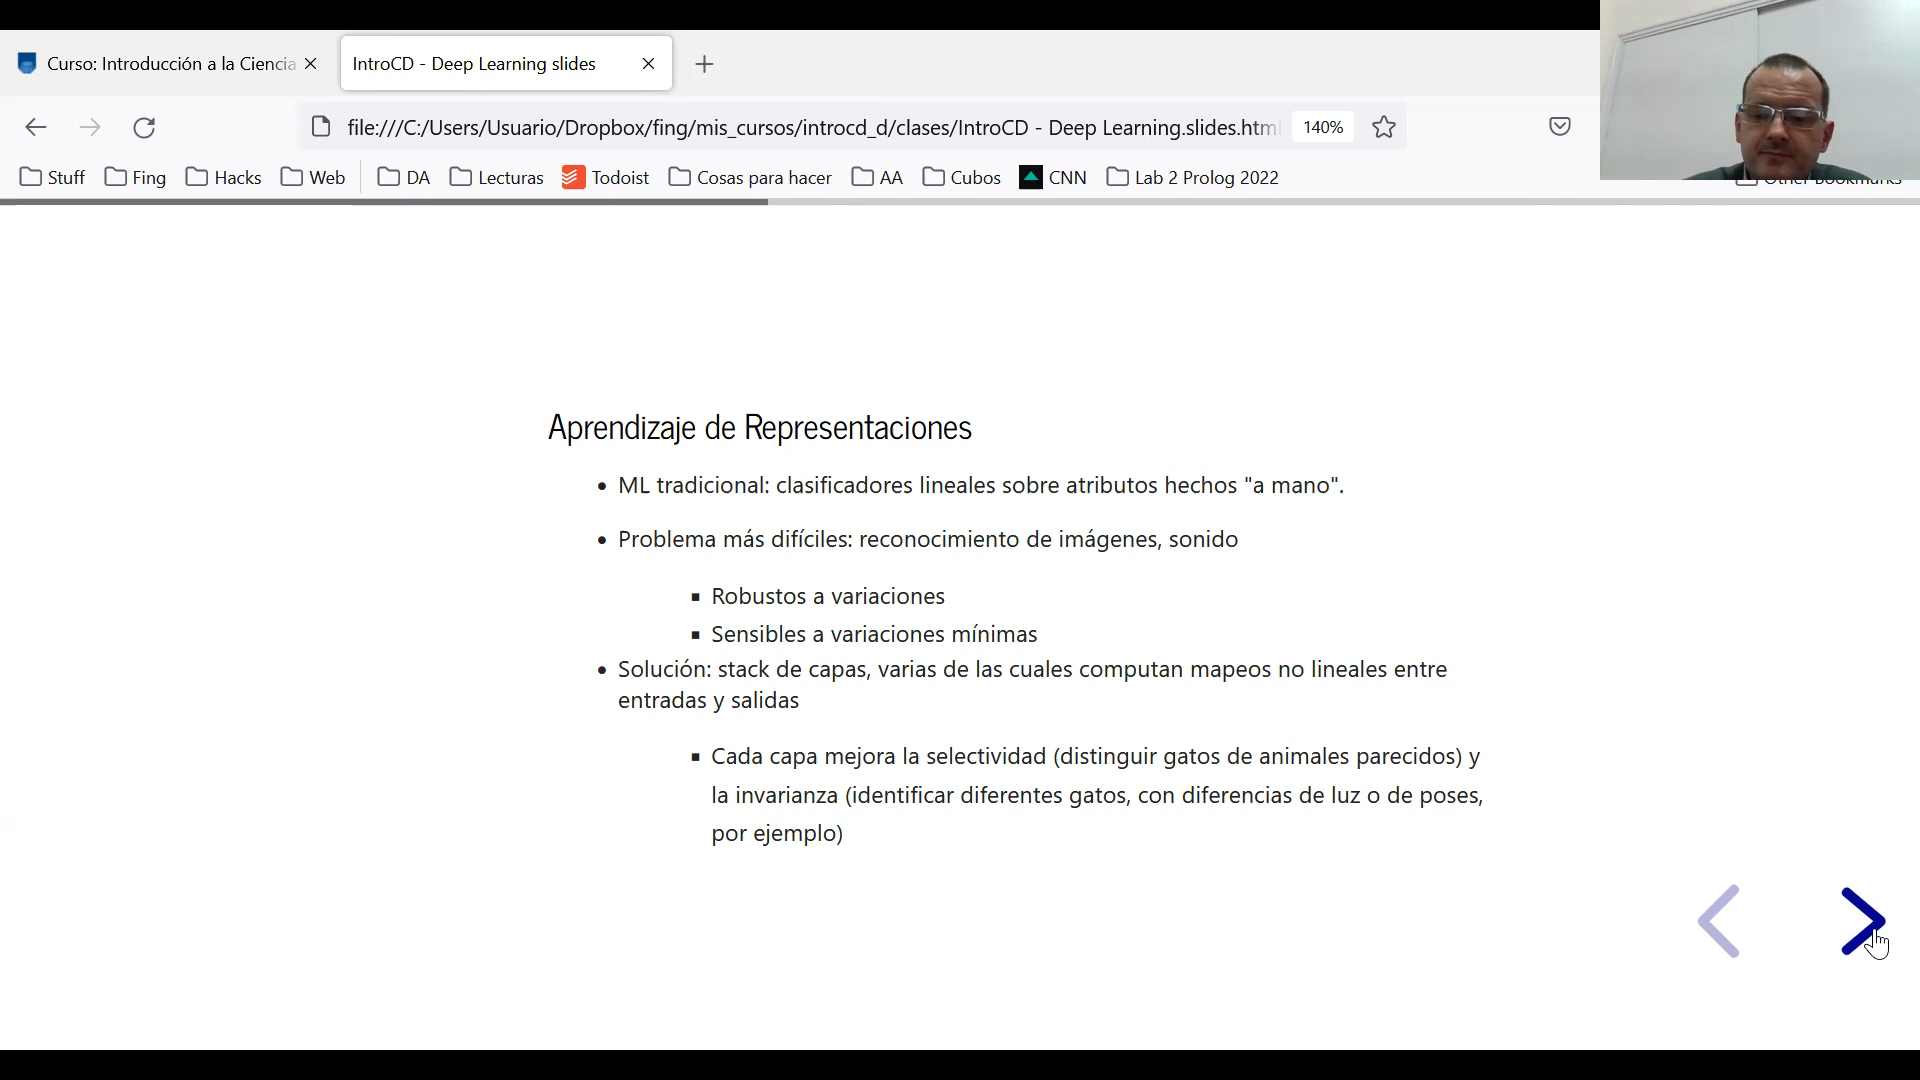 Curso: Introducción a la Ciencia
IntroCD - Deep Learning slides
file:///C:/Users/Usuario/Dropbox/fing/mis_cursos/introcd_d/clases/IntroCD - Deep Learning.slides.html
140%
Stuff Fing Hacks Web DA Lecturas Todoist Cosas para hacer AA Cubos CNN Lab 2 Prolog 2022 Other Bookmarks
Aprendizaje de Representaciones
• ML tradicional: clasificadores lineales sobre atributos hechos "a mano".
• Problema más difíciles: reconocimiento de imágenes, sonido
▪ Robustos a variaciones
▪ Sensibles a variaciones mínimas
• Solución: stack de capas, varias de las cuales computan mapeos no lineales entre
entradas y salidas
▪ Cada capa mejora la selectividad (distinguir gatos de animales parecidos) y
la invarianza (identificar diferentes gatos, con diferencias de luz o de poses,
por ejemplo)